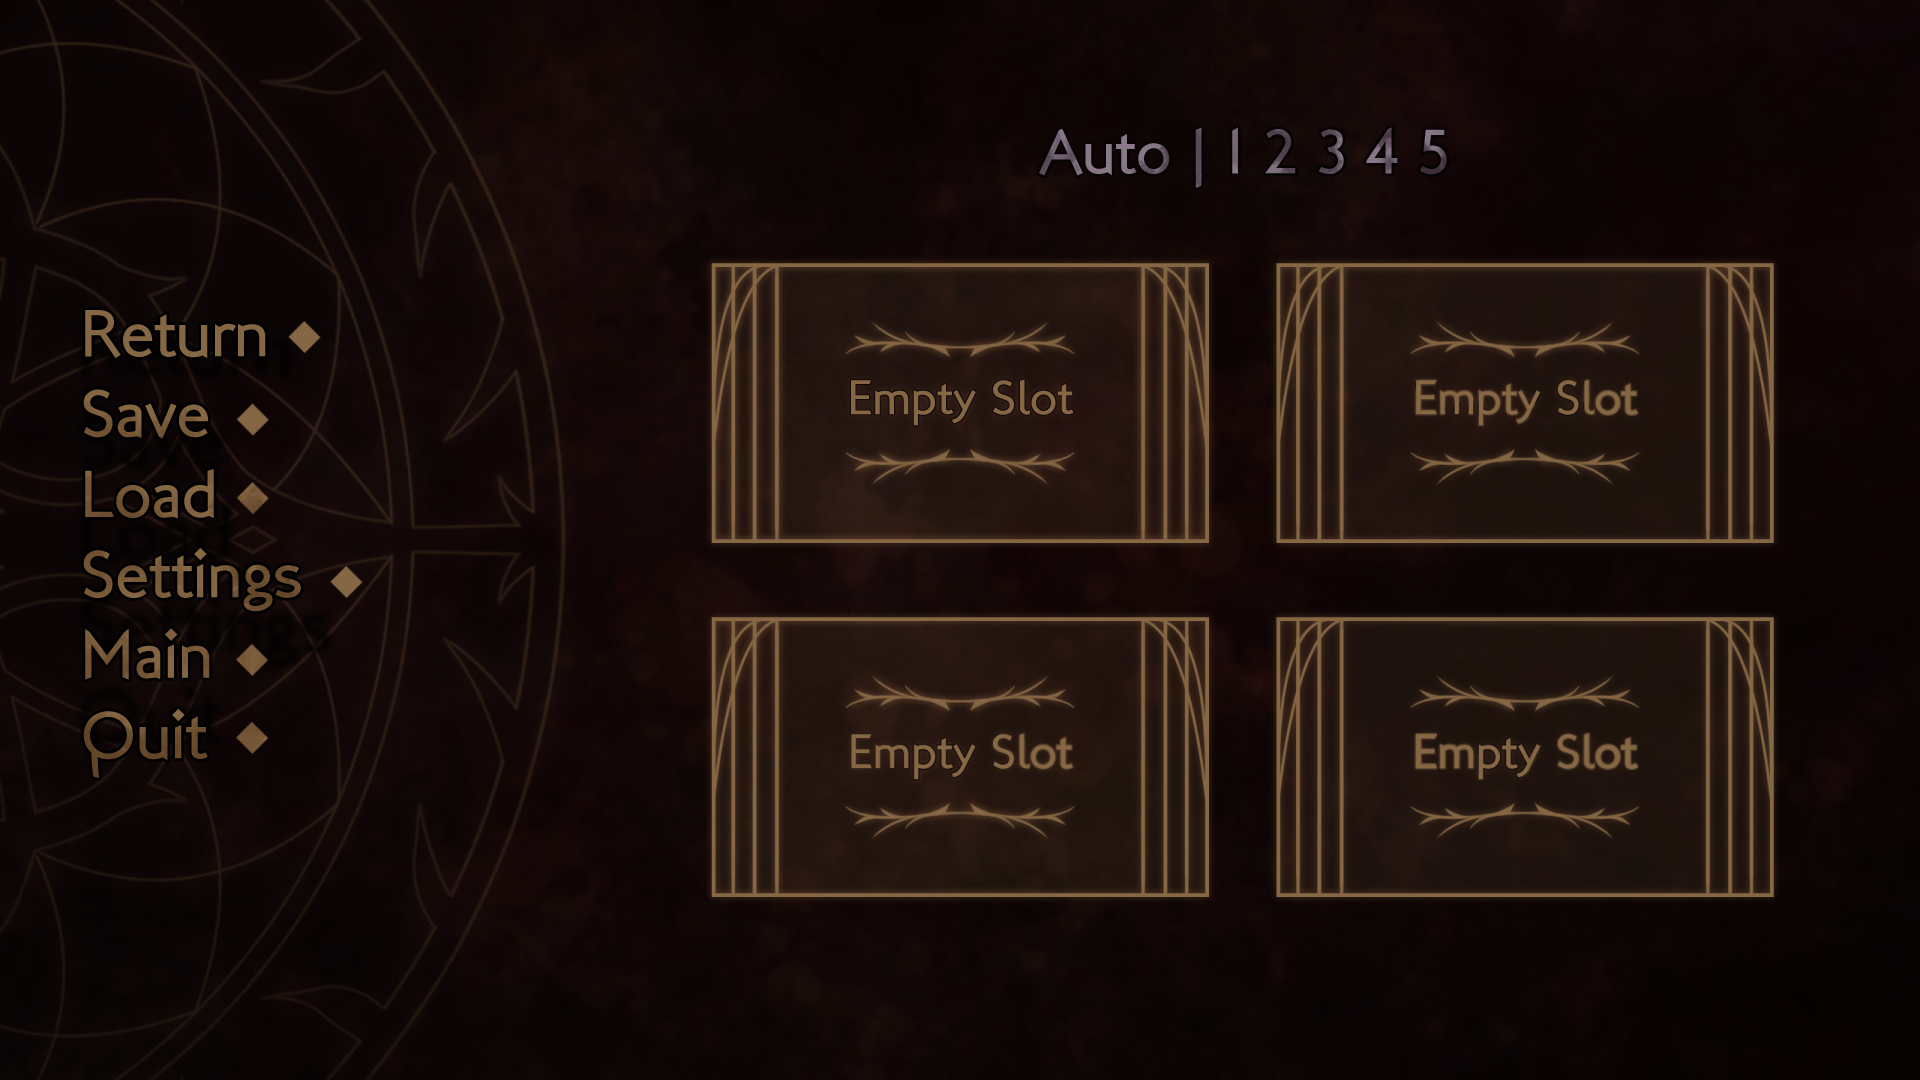 Auto | 1 2 3 4 5
Return
Save
Load
Settings
Main
Quit
Empty Slot
Empty Slot
Empty Slot
Empty Slot